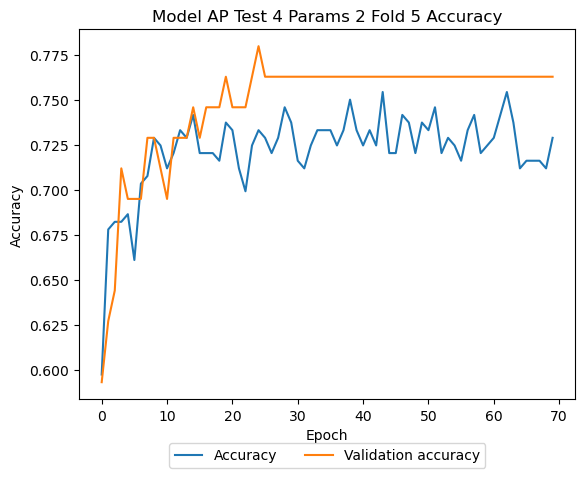 Model AP Test 4 Params 2 Fold 5 Accuracy
0.775
0.750
0.725
0.700
0.675
0.650
0.625
0.600
Accuracy
0 10 20 30 40 50 60 70
Epoch
Accuracy Validation accuracy